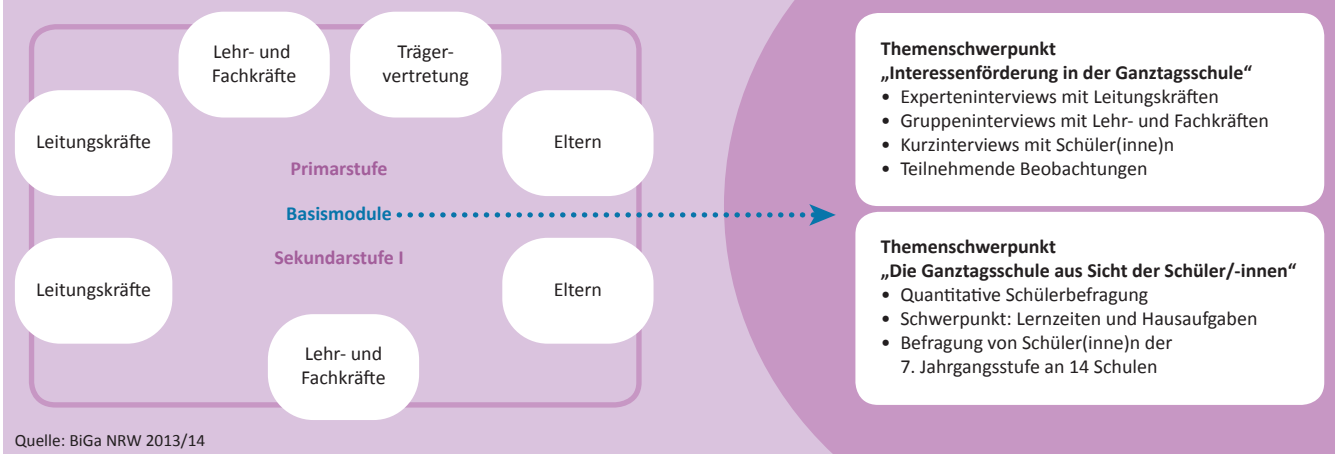 Lehr- und
Fachkräfte
Träger-
vertretung
Leitungskräfte
Eltern
Primarstufe
Basismodule
Sekundarstufe I
Leitungskräfte
Eltern
Lehr- und
Fachkräfte
Themenschwerpunkt
„Interessenförderung in der Ganztagsschule“
• Experteninterviews mit Leitungskräften
• Gruppeninterviews mit Lehr- und Fachkräften
• Kurzinterviews mit Schüler(inne)n
• Teilnehmende Beobachtungen
Themenschwerpunkt
„Die Ganztagsschule aus Sicht der Schüler/-innen“
• Quantitative Schülerbefragung
• Schwerpunkt: Lernzeiten und Hausaufgaben
• Befragung von Schüler(inne)n der
7. Jahrgangsstufe an 14 Schulen
Quelle: BiGa NRW 2013/14